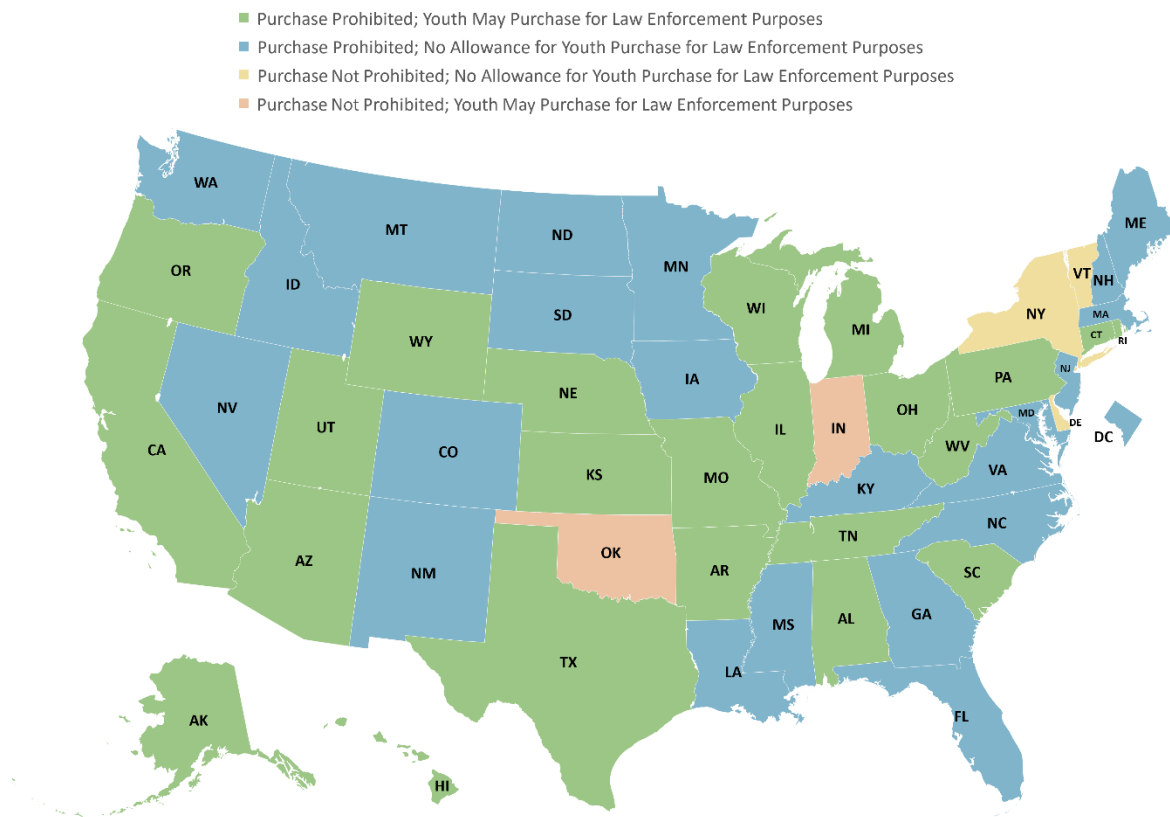 Purchase Prohibited; Youth May Purchase for Law Enforcement Purposes
Purchase Prohibited; No Allowance for Youth Purchase for Law Enforcement Purposes
Purchase Not Prohibited; No Allowance for Youth Purchase for Law Enforcement Purposes
Purchase Not Prohibited; Youth May Purchase for Law Enforcement Purposes
WA
MT
ND
MN
ME
OR
ID
SD
WI
MI
NY
VT
NH
MA
CT
RI
WY
IA
NE
PA
NJ
NV
UT
CO
KS
MO
IL
IN
OH
WV
MD
DE
DC
CA
KY
VA
AZ
NM
OK
AR
TN
NC
SC
TX
LA
MS
AL
GA
FL
AK
HI